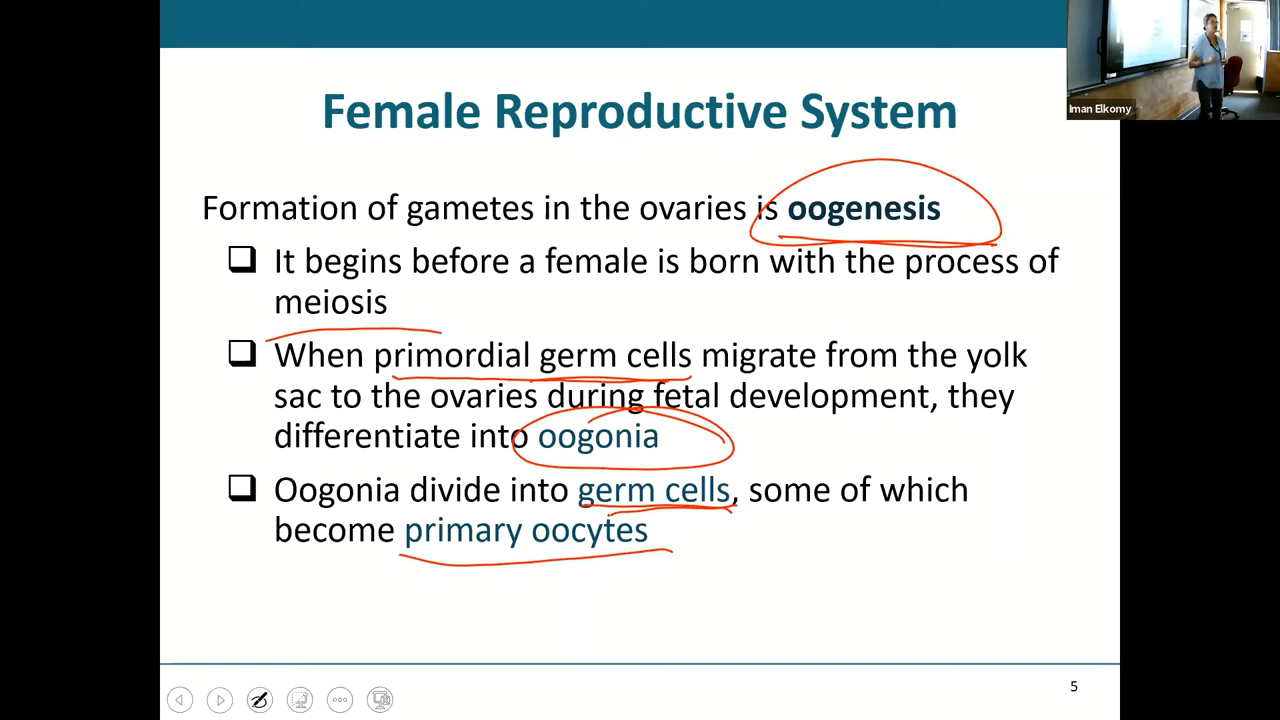 Iman Elkomy
Female Reproductive System
Formation of gametes in the ovaries is oogenesis
❑ It begins before a female is born with the process of
meiosis
❑ When primordial germ cells migrate from the yolk
sac to the ovaries during fetal development, they
differentiate into oogonia
❑ Oogonia divide into germ cells, some of which
become primary oocytes
5